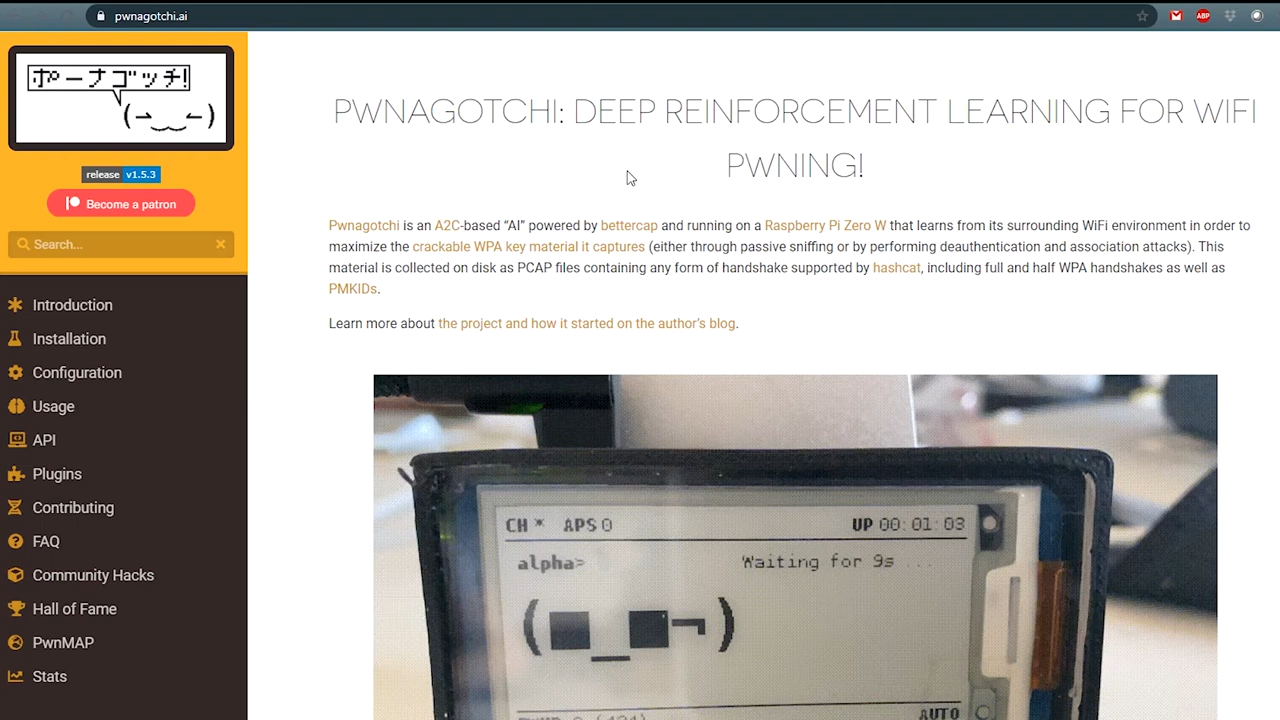 pwnagotchi.ai
ABP
ポーナゴッチ!
release v1.5.3
Become a patron
Search...
Introduction
Installation
Configuration
Usage
API
Plugins
Contributing
FAQ
Community Hacks
Hall of Fame
PwnMAP
Stats
PWNAGOTCHI: DEEP REINFORCEMENT LEARNING FOR WIFI
PWNING!
Pwnagotchi is an A2C-based “AI” powered by bettercap and running on a Raspberry Pi Zero W that learns from its surrounding WiFi environment in order to
maximize the crackable WPA key material it captures (either through passive sniffing or by performing deauthentication and association attacks). This
material is collected on disk as PCAP files containing any form of handshake supported by hashcat, including full and half WPA handshakes as well as
PMKIDs.
Learn more about the project and how it started on the author’s blog.
CH * APS 0 UP 00:01:03
alpha> Waiting for 9s ...
AUTO